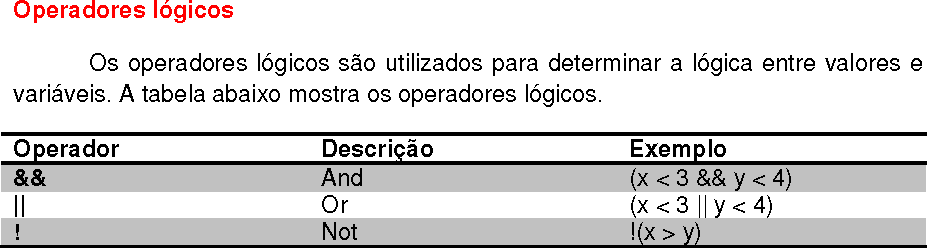 Operadores lógicos
Os operadores lógicos são utilizados para determinar a lógica entre valores e
variáveis. A tabela abaixo mostra os operadores lógicos.
Operador Descrição Exemplo
&& And (x < 3 && y < 4)
|| Or (x < 3 || y < 4)
! Not !(x > y)